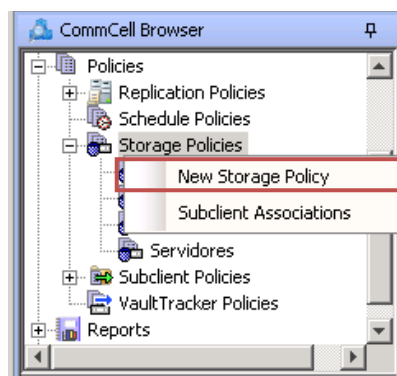 CommCell Browser
Policies
Replication Policies
Schedule Policies
Storage Policies
New Storage Policy
Subclient Associations
Servidores
Subclient Policies
VaultTracker Policies
Reports